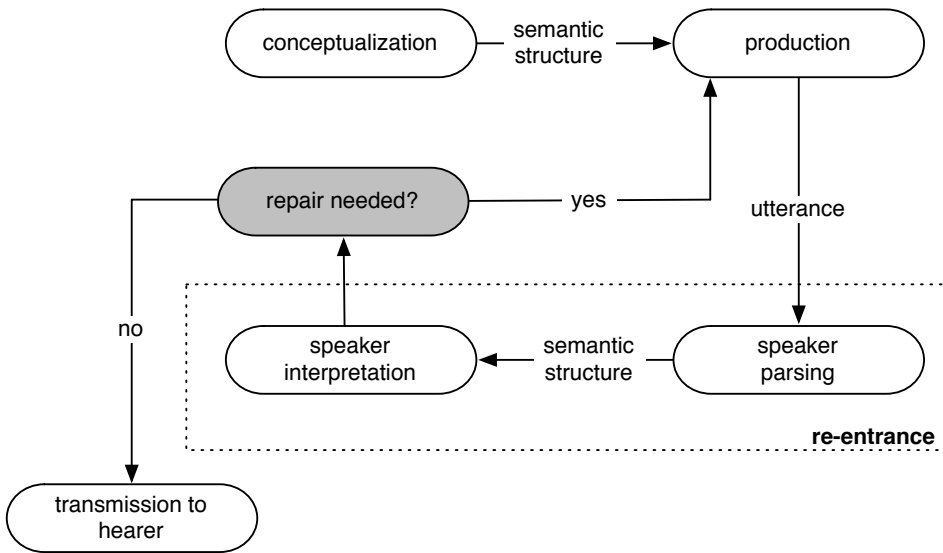 conceptualization
semantic
structure
production
repair needed?
yes
utterance
no
speaker
interpretation
semantic
structure
speaker
parsing
re-entrance
transmission to
hearer